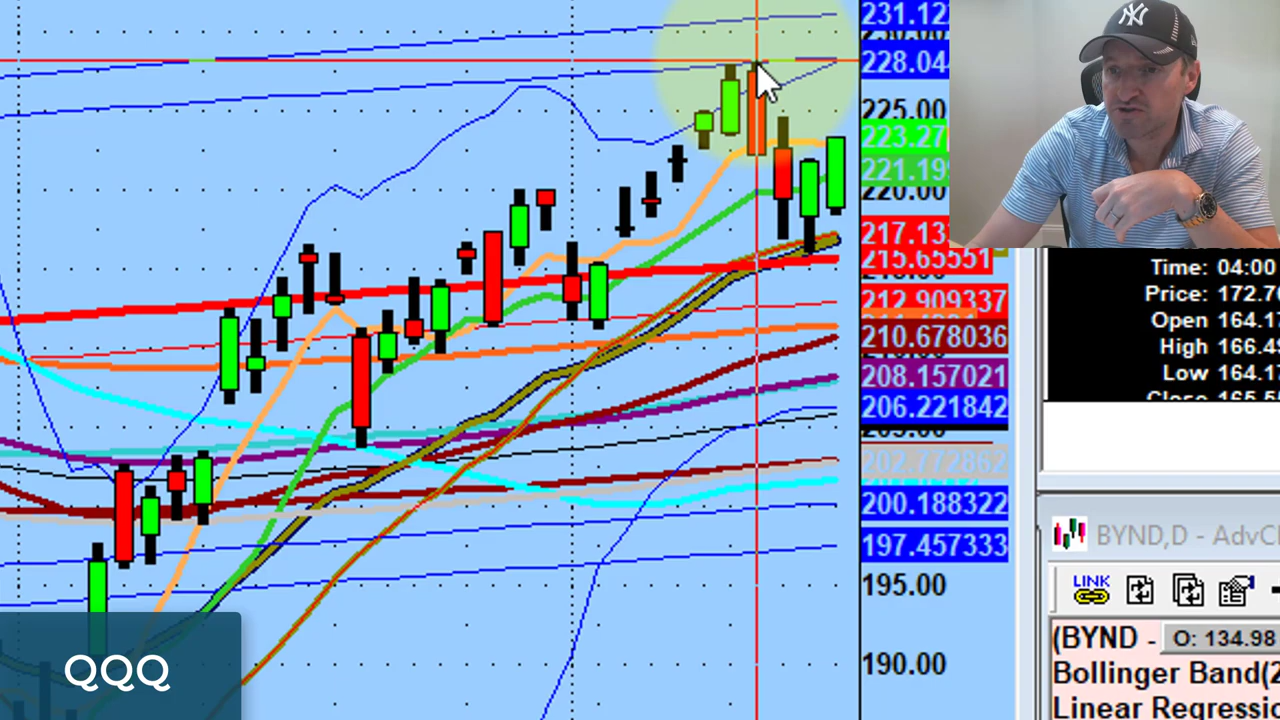 231.12
228.04
225.00
223.27
221.19
220.00
217.13
215.65551
212.909337
210.678036
208.157021
206.221842
202.772862
200.188322
197.457333
195.00
190.00
NY
Time: 04:00
Price: 172.70
Open 164.17
High 166.49
Low 164.17
BYND,D - AdvCh
LINK
(BYND - O: 134.98
Bollinger Band(2
Linear Regressio
QQQ